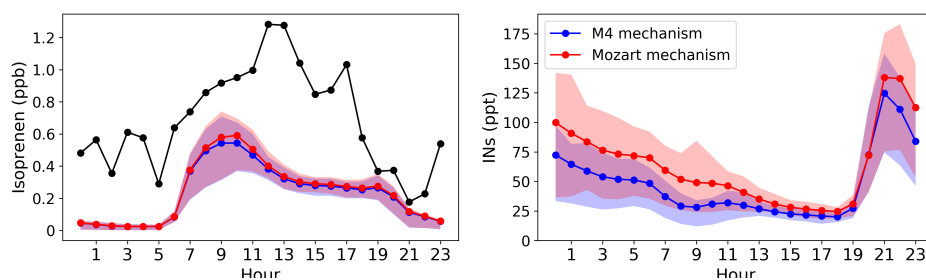 Isoprenen (ppb)
1.2
1.0
0.8
0.6
0.4
0.2
0
1 3 5 7 9 11 13 15 17 19 21 23
Hour
INs (ppt)
175
150
125
100
75
50
25
0
M4 mechanism
Mozart mechanism
1 3 5 7 9 11 13 15 17 19 21 23
Hour